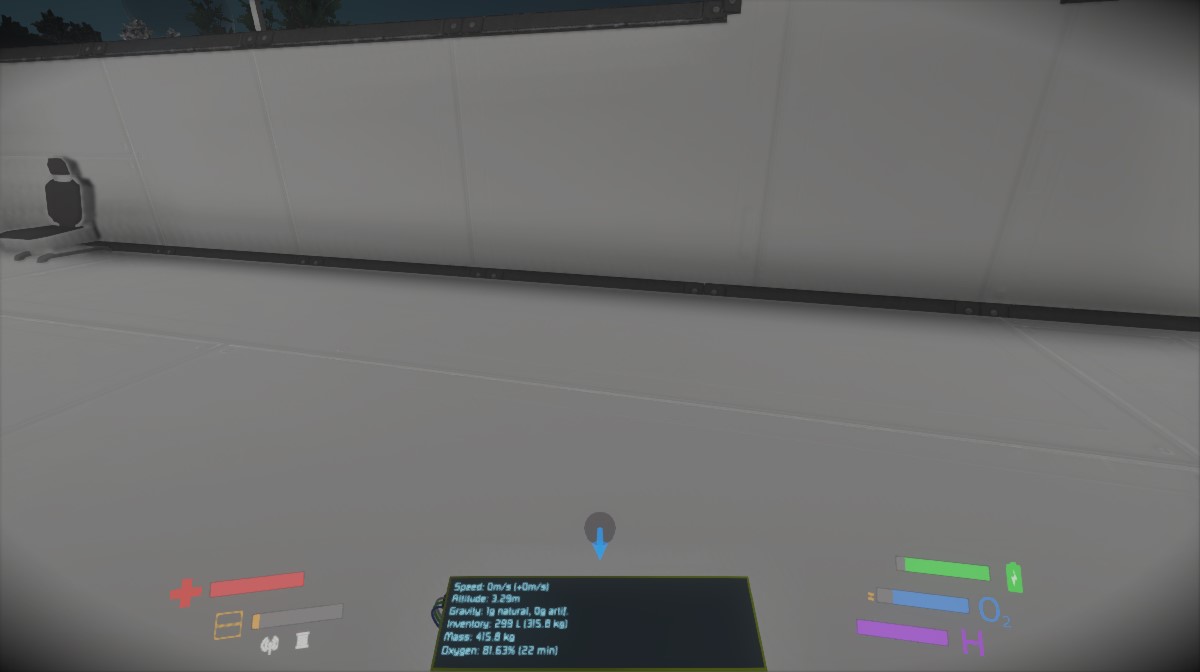 Speed: 0m/s (+0m/s)
Altitude: 3.29m
Gravity: 1g natural, 0g artif.
Inventory: 299 L (315.8 kg)
Mass: 415.8 kg
Oxygen: 81.63% (22 min)
O₂
H